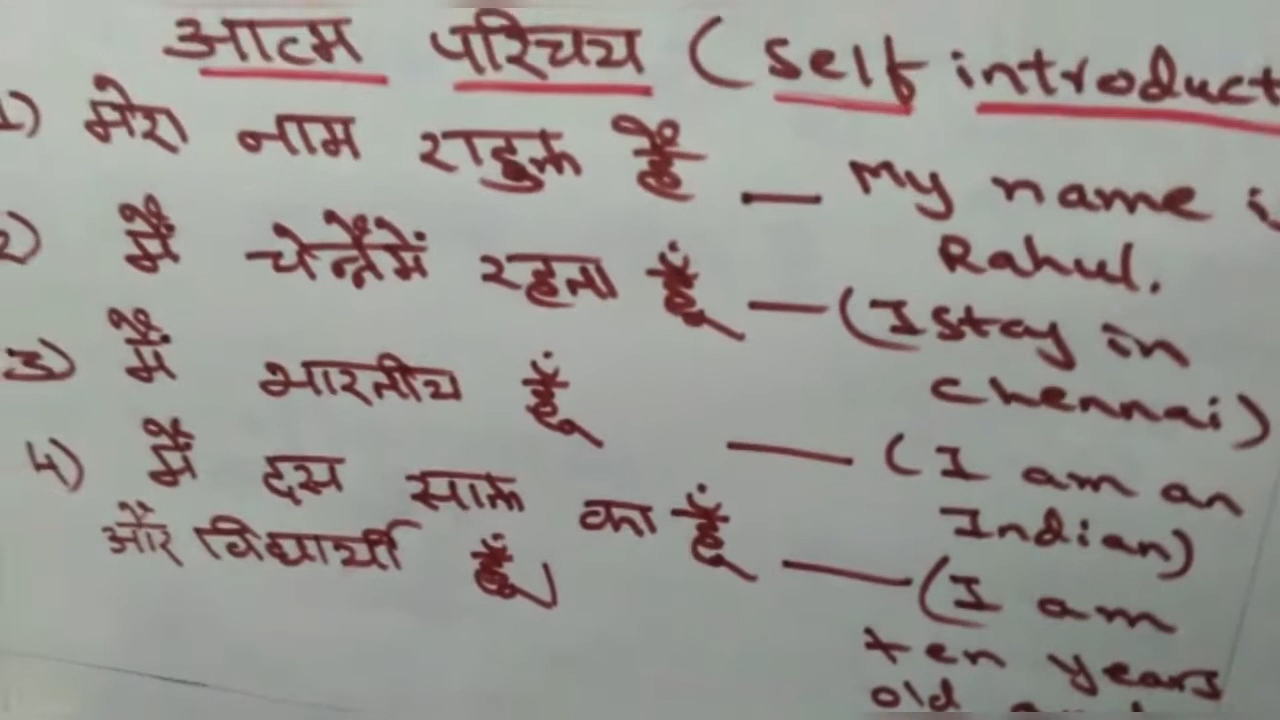 आत्म परिचय (Self introduct
1) मेरा नाम राहुल हैं — My name is
Rahul.
2) मैं चेन्नैमें रहता हूँ — (I stay in
Chennai)
3) मैं भारतीय हूँ — (I am an
Indian)
4) मैं दस साल का हूँ — (I am
और विद्यार्थी हूँ
ten years
old